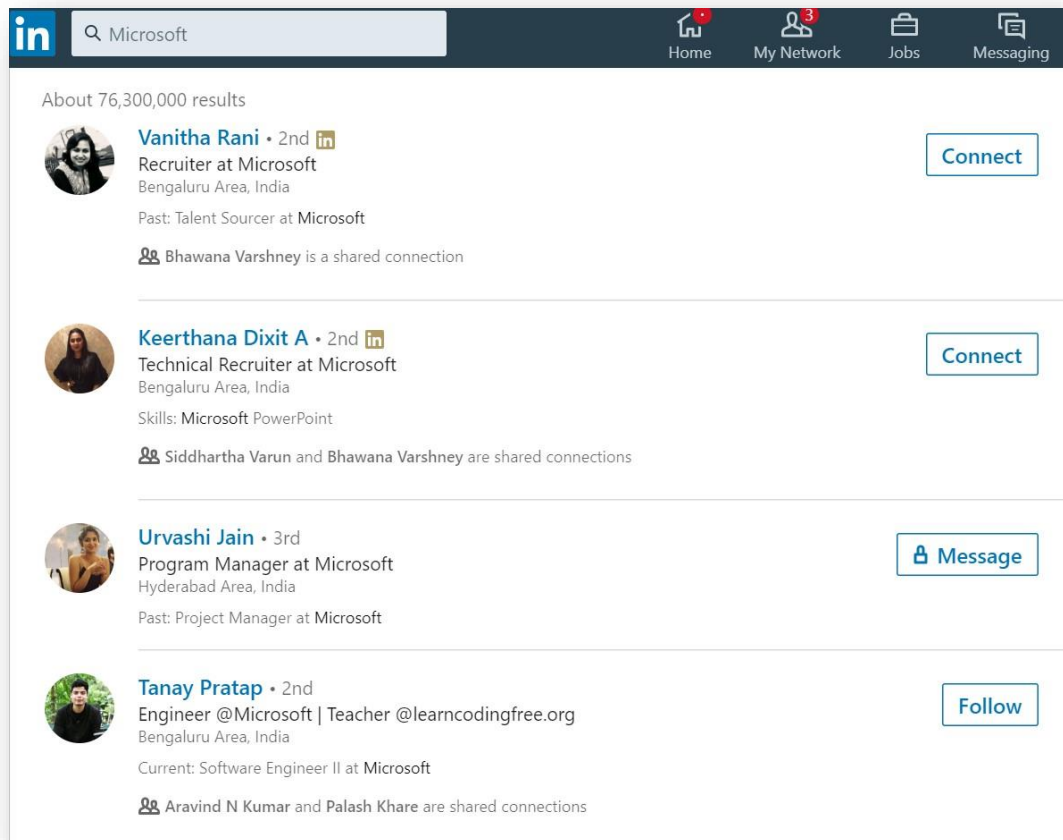 in Microsoft
3
Home My Network Jobs Messaging
About 76,300,000 results
Vanitha Rani • 2nd in
Recruiter at Microsoft
Connect
Bengaluru Area, India
Past: Talent Sourcer at Microsoft
Bhawana Varshney is a shared connection
Keerthana Dixit A • 2nd in
Technical Recruiter at Microsoft
Connect
Bengaluru Area, India
Skills: Microsoft PowerPoint
Siddhartha Varun and Bhawana Varshney are shared connections
Urvashi Jain • 3rd
Program Manager at Microsoft
Message
Hyderabad Area, India
Past: Project Manager at Microsoft
Tanay Pratap • 2nd
Engineer @Microsoft | Teacher @learncodingfree.org
Follow
Bengaluru Area, India
Current: Software Engineer II at Microsoft
Aravind N Kumar and Palash Khare are shared connections